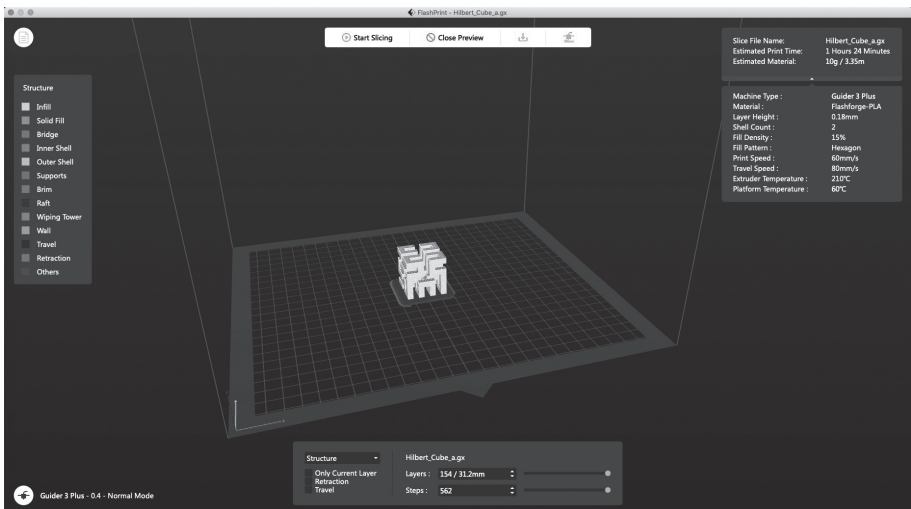 FlashPrint - Hilbert_Cube_a.gx
Start Slicing
Close Preview
Slice File Name: Hilbert_Cube_a.gx
Estimated Print Time: 1 Hours 24 Minutes
Estimated Material: 10g / 3.35m
Machine Type : Guider 3 Plus
Material : Flashforge-PLA
Layer Height : 0.18mm
Shell Count : 2
Fill Density : 15%
Fill Pattern : Hexagon
Print Speed : 60mm/s
Travel Speed : 80mm/s
Extruder Temperature : 210℃
Platform Temperature : 60℃
Structure
Infill
Solid Fill
Bridge
Inner Shell
Outer Shell
Supports
Brim
Raft
Wiping Tower
Wall
Travel
Retraction
Others
Structure
Only Current Layer
Retraction
Travel
Hilbert_Cube_a.gx
Layers : 154 / 31.2mm
Steps : 562
Guider 3 Plus - 0.4 - Normal Mode